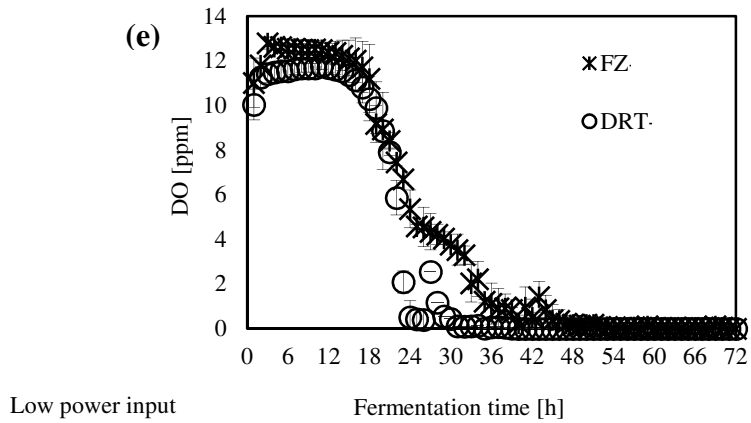 (e)
14
12
10
8
6
4
2
0
DO [ppm]
FZ
DRT
0 6 12 18 24 30 36 42 48 54 60 66 72
Low power input
Fermentation time [h]